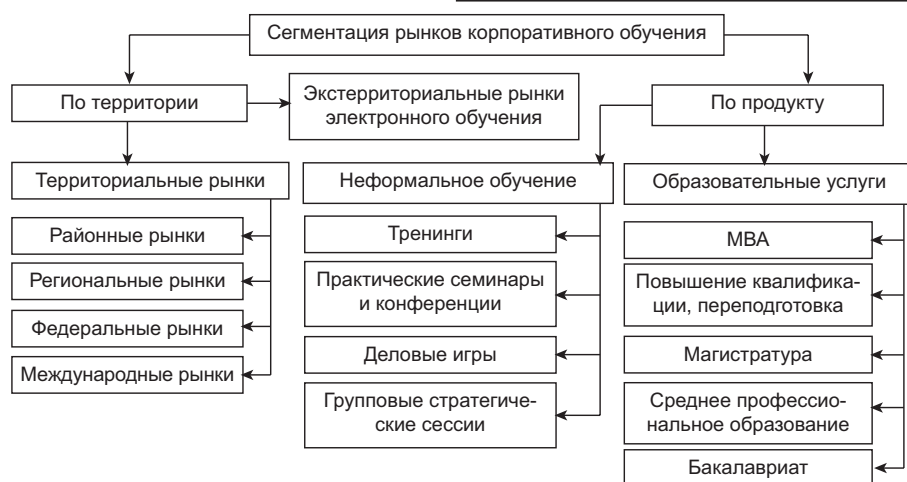 Сегментация рынков корпоративного обучения
По территории
Экстерриториальные рынки
электронного обучения
По продукту
Территориальные рынки
Районные рынки
Региональные рынки
Федеральные рынки
Международные рынки
Неформальное обучение
Тренинги
Практические семинары
и конференции
Деловые игры
Групповые стратегиче-
ские сессии
Образовательные услуги
МВА
Повышение квалифика-
ции, переподготовка
Магистратура
Среднее профессио-
нальное образование
Бакалавриат